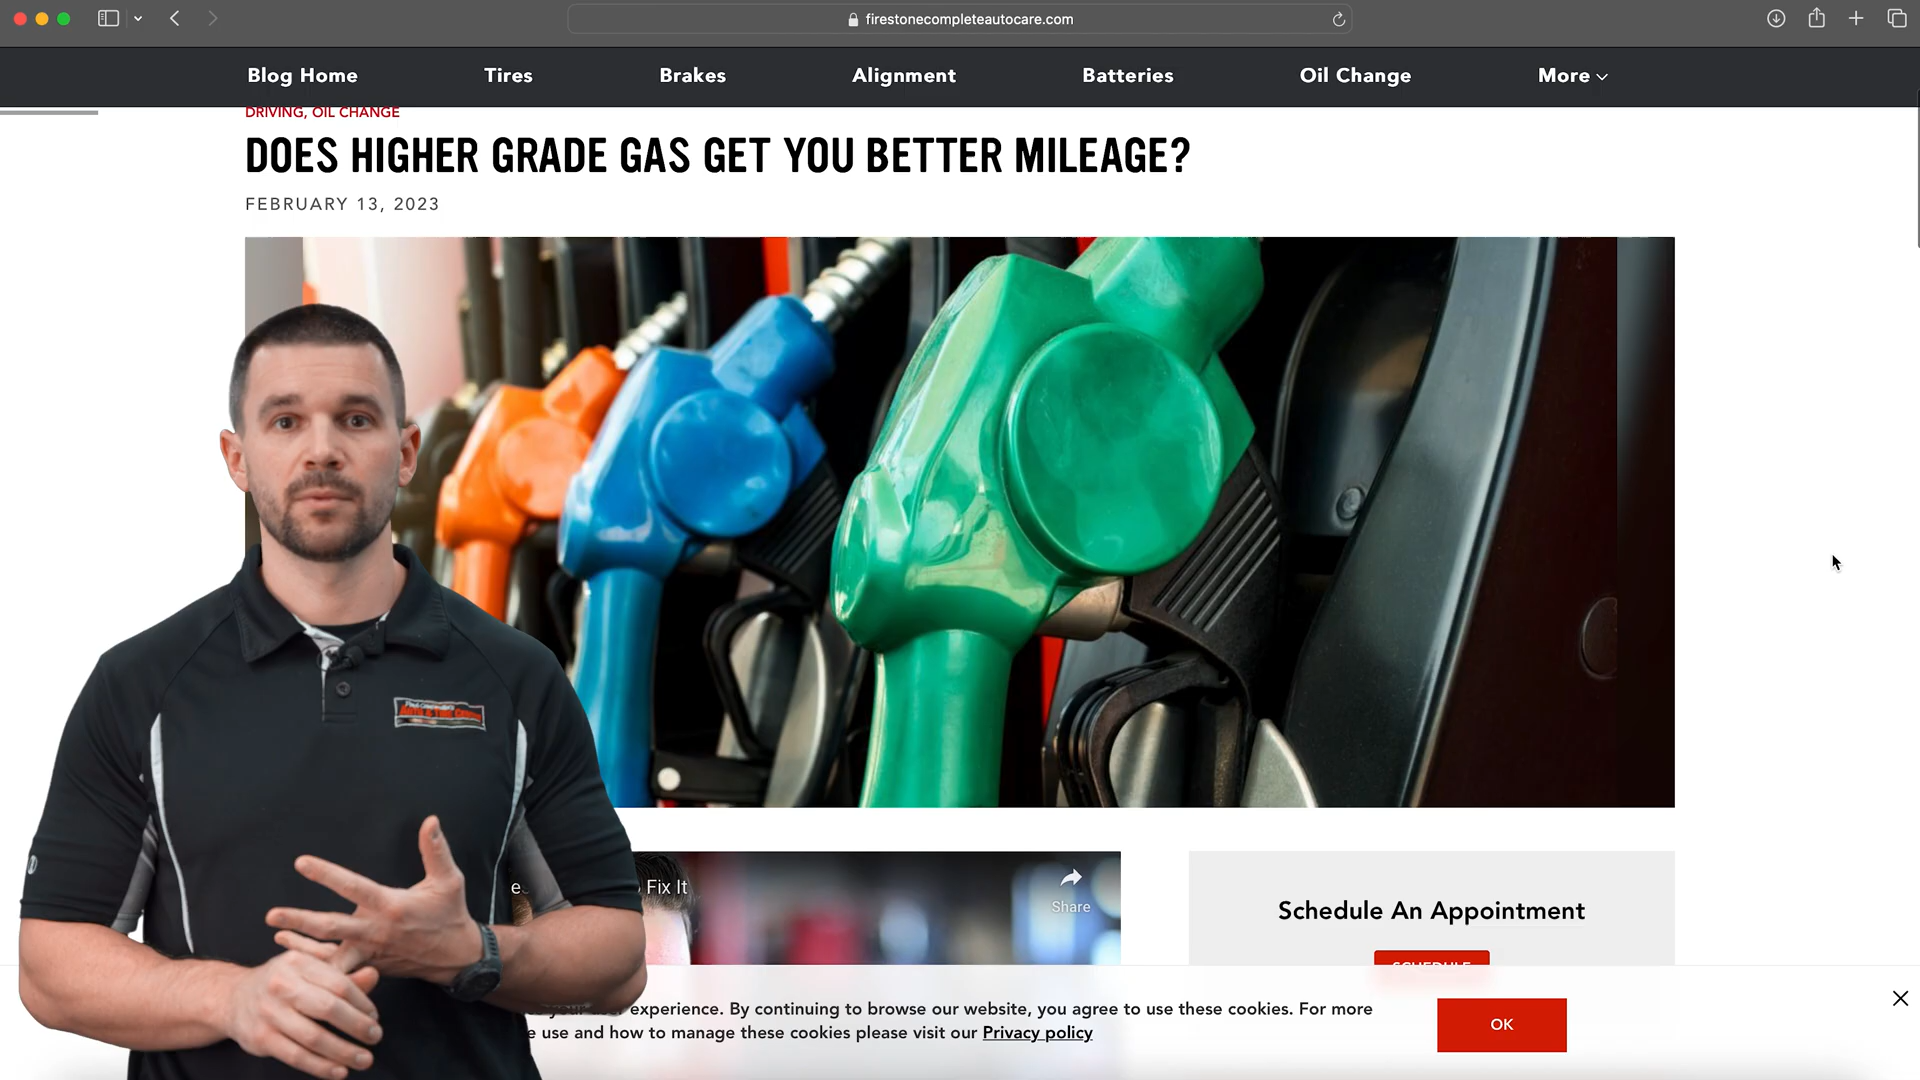 firestonecompleteautocare.com
Blog Home Tires Brakes Alignment Batteries Oil Change More
DRIVING, OIL CHANGE
DOES HIGHER GRADE GAS GET YOU BETTER MILEAGE?
FEBRUARY 13, 2023
AUTO & TIRE
Fix It
Share
Schedule An Appointment
SCHEDULE
experience. By continuing to browse our website, you agree to use these cookies. For more
use and how to manage these cookies please visit our Privacy policy
OK